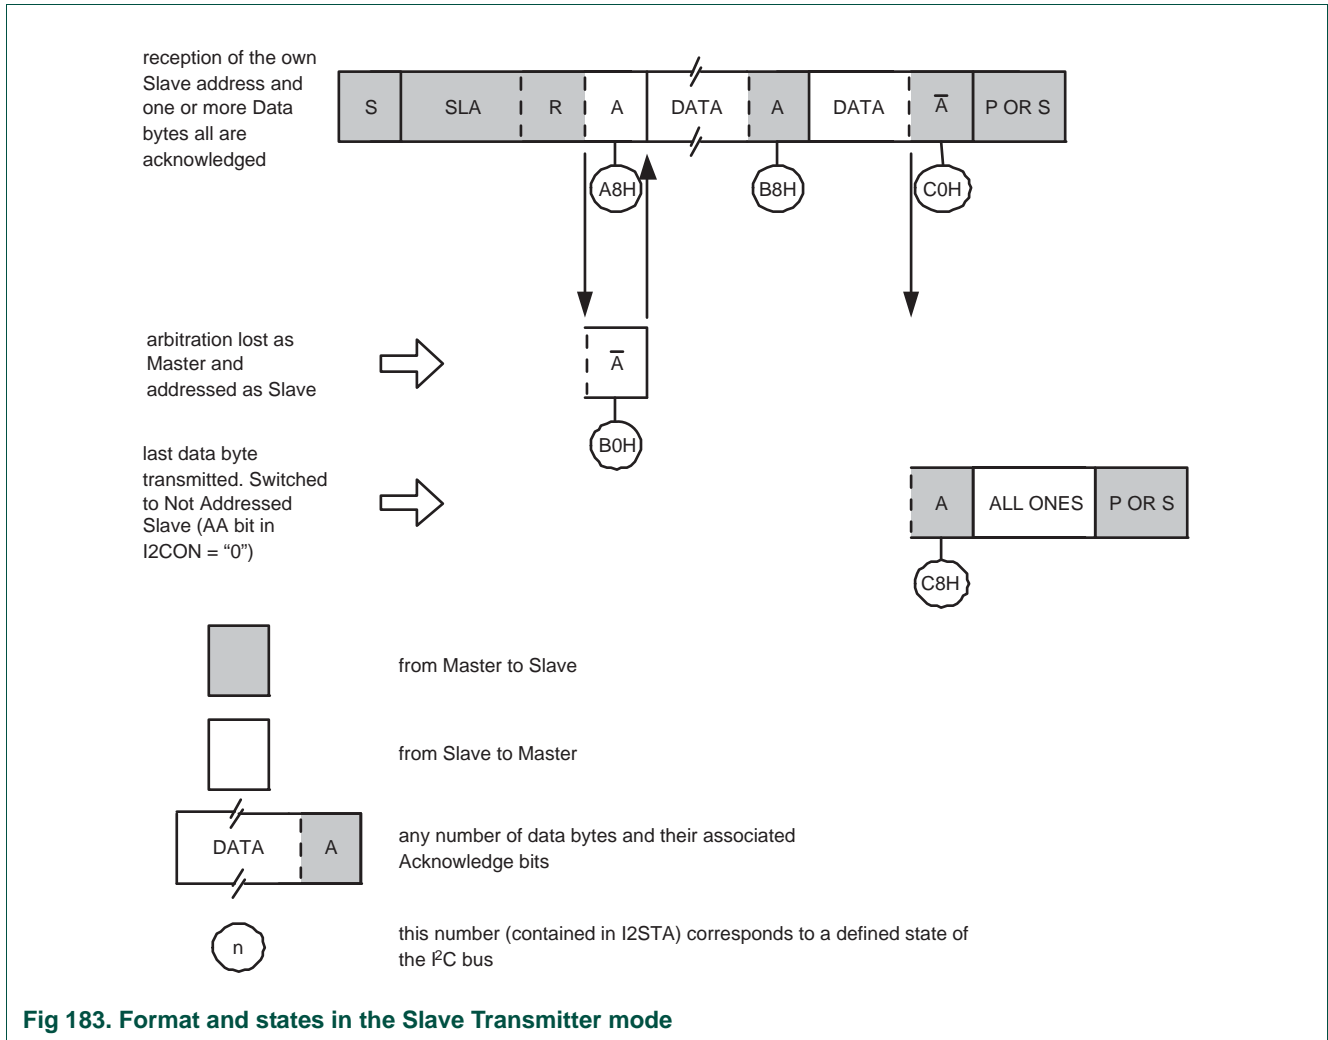 reception of the own
Slave address and
one or more Data
bytes all are
acknowledged
S SLA R A DATA A DATA A̅ P OR S
A8H B8H C0H
arbitration lost as
Master and
addressed as Slave
A̅
B0H
last data byte
transmitted. Switched
to Not Addressed
Slave (AA bit in
I2CON = “0”)
A ALL ONES P OR S
C8H
from Master to Slave
from Slave to Master
DATA A
any number of data bytes and their associated
Acknowledge bits
n
this number (contained in I2STA) corresponds to a defined state of
the I²C bus
Fig 183. Format and states in the Slave Transmitter mode